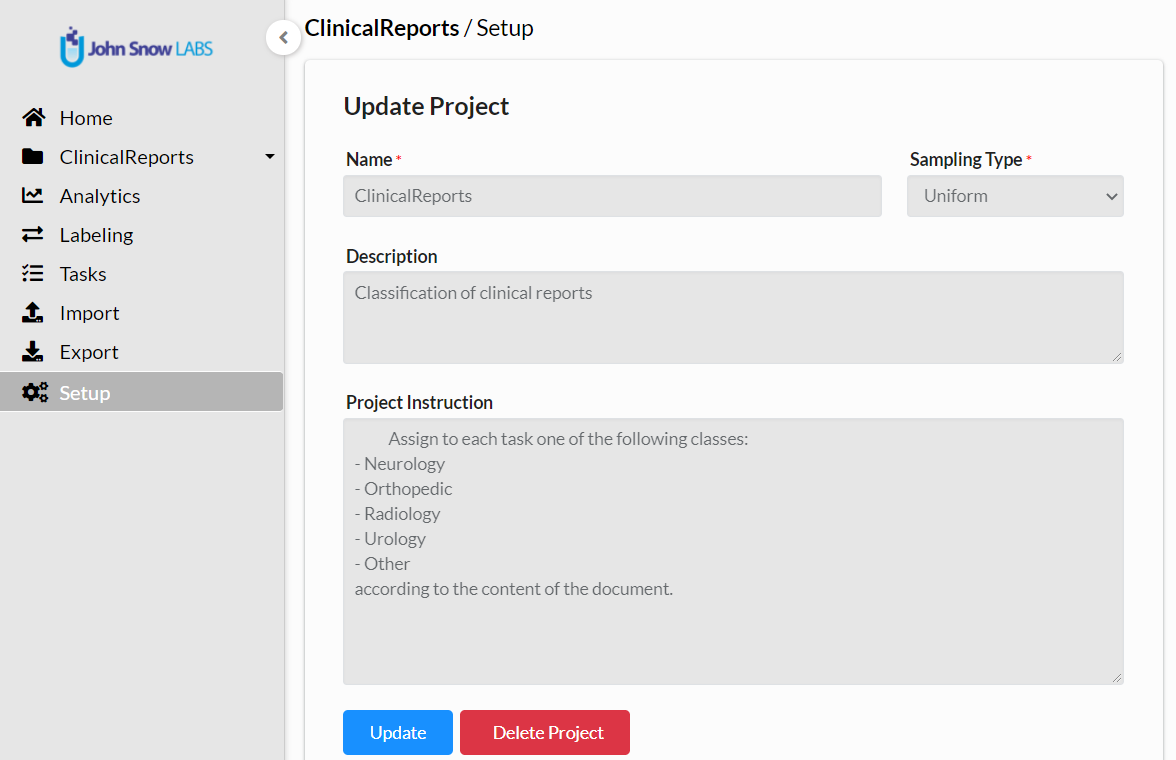 John Snow LABS
Home
ClinicalReports
Analytics
Labeling
Tasks
Import
Export
Setup
ClinicalReports / Setup
Update Project
Name *
ClinicalReports
Sampling Type *
Uniform
Description
Classification of clinical reports
Project Instruction
Assign to each task one of the following classes:
- Neurology
- Orthopedic
- Radiology
- Urology
- Other
according to the content of the document.
Update
Delete Project